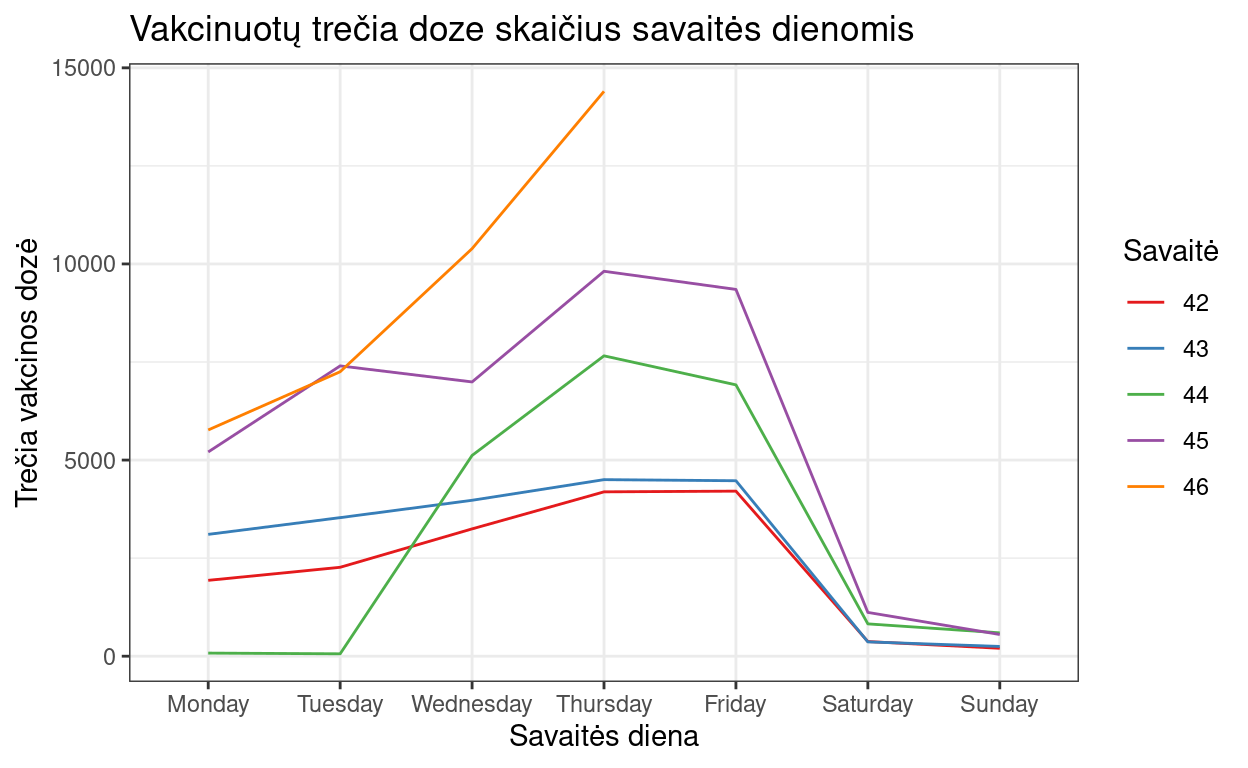 Vakcinuotų trečia doze skaičius savaitės dienomis
Trečia vakcinos dozė
15000
10000
5000
0
Monday Tuesday Wednesday Thursday Friday Saturday Sunday
Savaitės diena
Savaitė
42
43
44
45
46